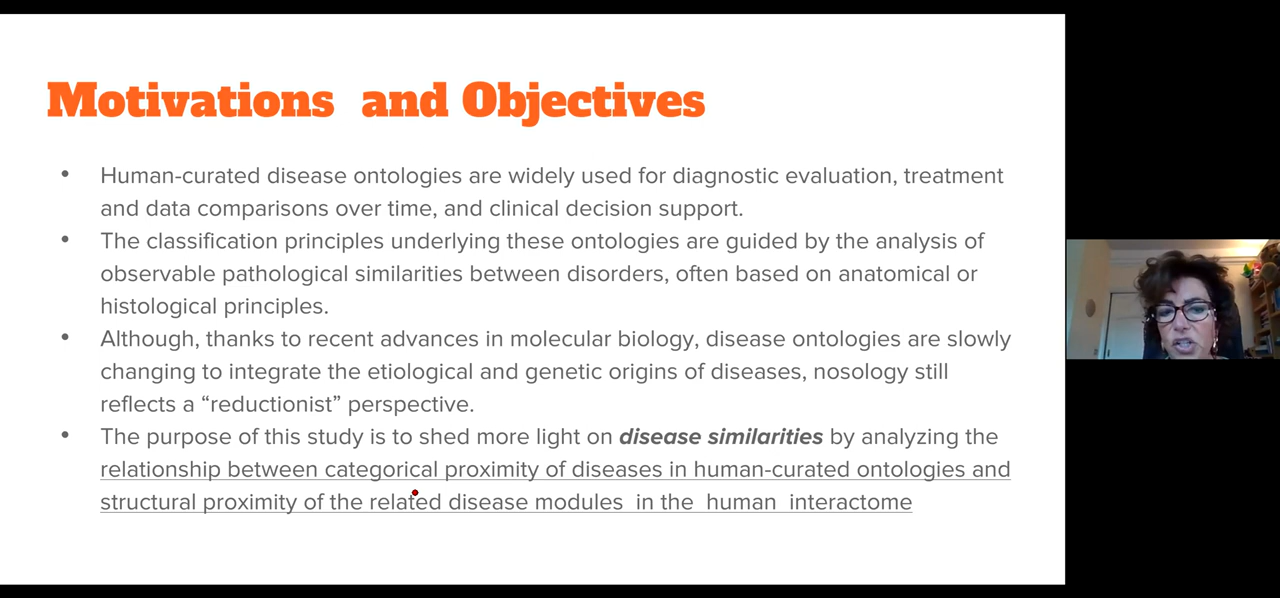 Motivations and Objectives
• Human-curated disease ontologies are widely used for diagnostic evaluation, treatment
and data comparisons over time, and clinical decision support.
• The classification principles underlying these ontologies are guided by the analysis of
observable pathological similarities between disorders, often based on anatomical or
histological principles.
• Although, thanks to recent advances in molecular biology, disease ontologies are slowly
changing to integrate the etiological and genetic origins of diseases, nosology still
reflects a “reductionist” perspective.
• The purpose of this study is to shed more light on disease similarities by analyzing the
relationship between categorical proximity of diseases in human-curated ontologies and
structural proximity of the related disease modules in the human interactome